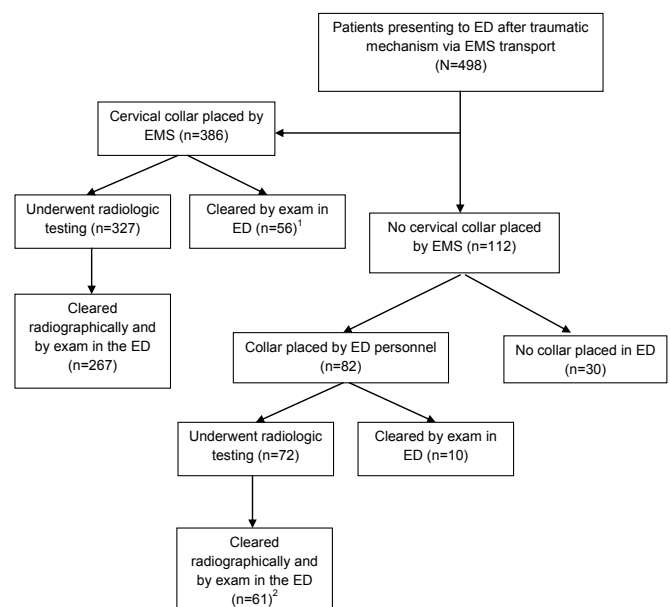 Patients presenting to ED after traumatic
mechanism via EMS transport
(N=498)
Cervical collar placed by
EMS (n=386)
Underwent radiologic
testing (n=327)
Cleared by exam in
ED (n=56)1
No cervical collar placed
by EMS (n=112)
Cleared
radiographically and
by exam in the ED
(n=267)
Collar placed by ED personnel
(n=82)
No collar placed in ED
(n=30)
Underwent radiologic
testing (n=72)
Cleared by exam in
ED (n=10)
Cleared
radiographically and
by exam in the ED
(n=61)2